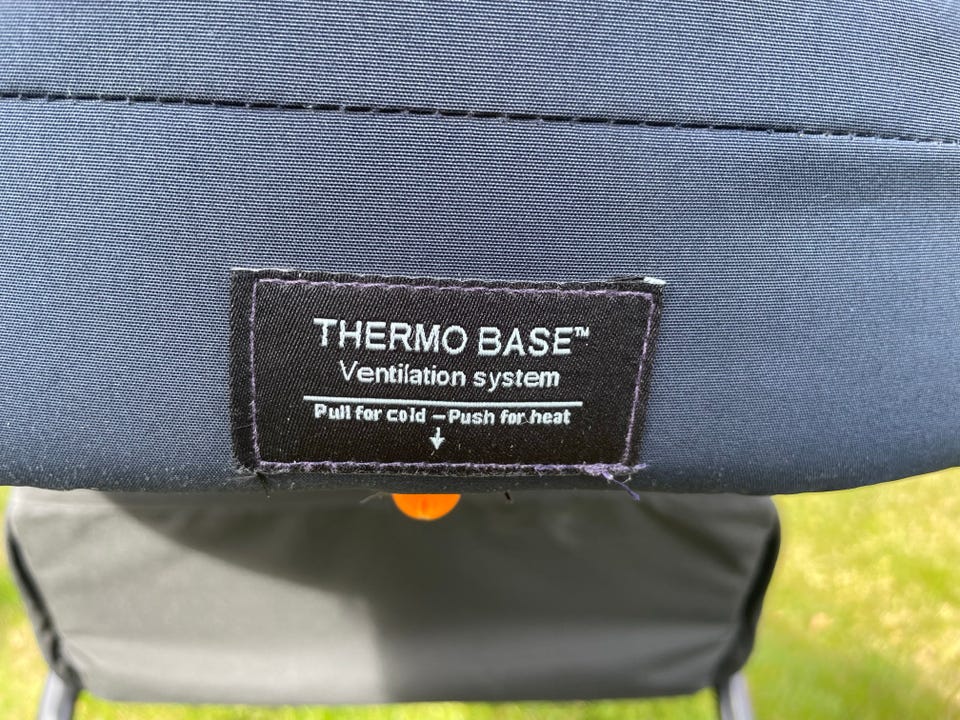 THERMO BASE™
Ventilation system
Pull for cold – Push for heat